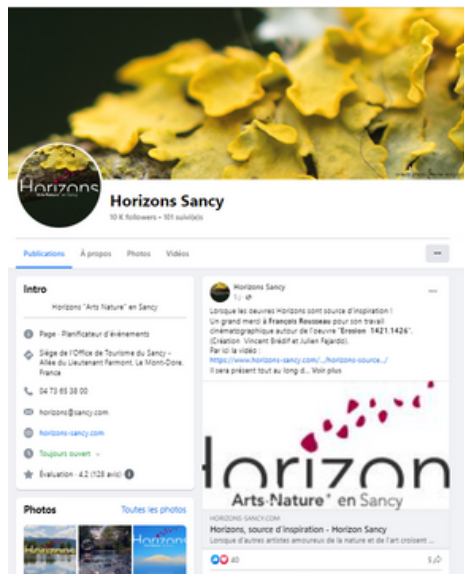 Horizons
"Arts Nature" en Sancy
Horizons Sancy
10 K followers • 101 suivi(e)s
Publications
À propos
Photos
Vidéos
Intro
Horizons "Arts Nature" en Sancy
Page · Planificateur d'évènements
Siège de l'Office de Tourisme du Sancy -
Allée du Lieutenant Farmont, Le Mont-Dore,
France
04 73 65 38 00
horizons@sancy.com
horizons-sancy.com
Toujours ouvert
Évaluation · 4,2 (128 avis)
Photos
Toutes les photos
Horizons Sancy
1 j
Lorsque les oeuvres Horizons sont source d'inspiration !
Un grand merci à François Rousseau pour son travail
cinématographique autour de l'oeuvre "Erosion 1421.1426".
(Création Vincent Brédif et Julien Fajardo).
Par ici la vidéo :
https://www.horizons-sancy.com/.../horizons-source.../
Il sera présent tout au long d... Voir plus
Horizon
Arts·Nature" en Sancy
HORIZONS-SANCY.COM
Horizons, source d'inspiration - Horizon Sancy
Lorsque d'autres artistes amoureux de la nature et de l'art croisent ...
40
5